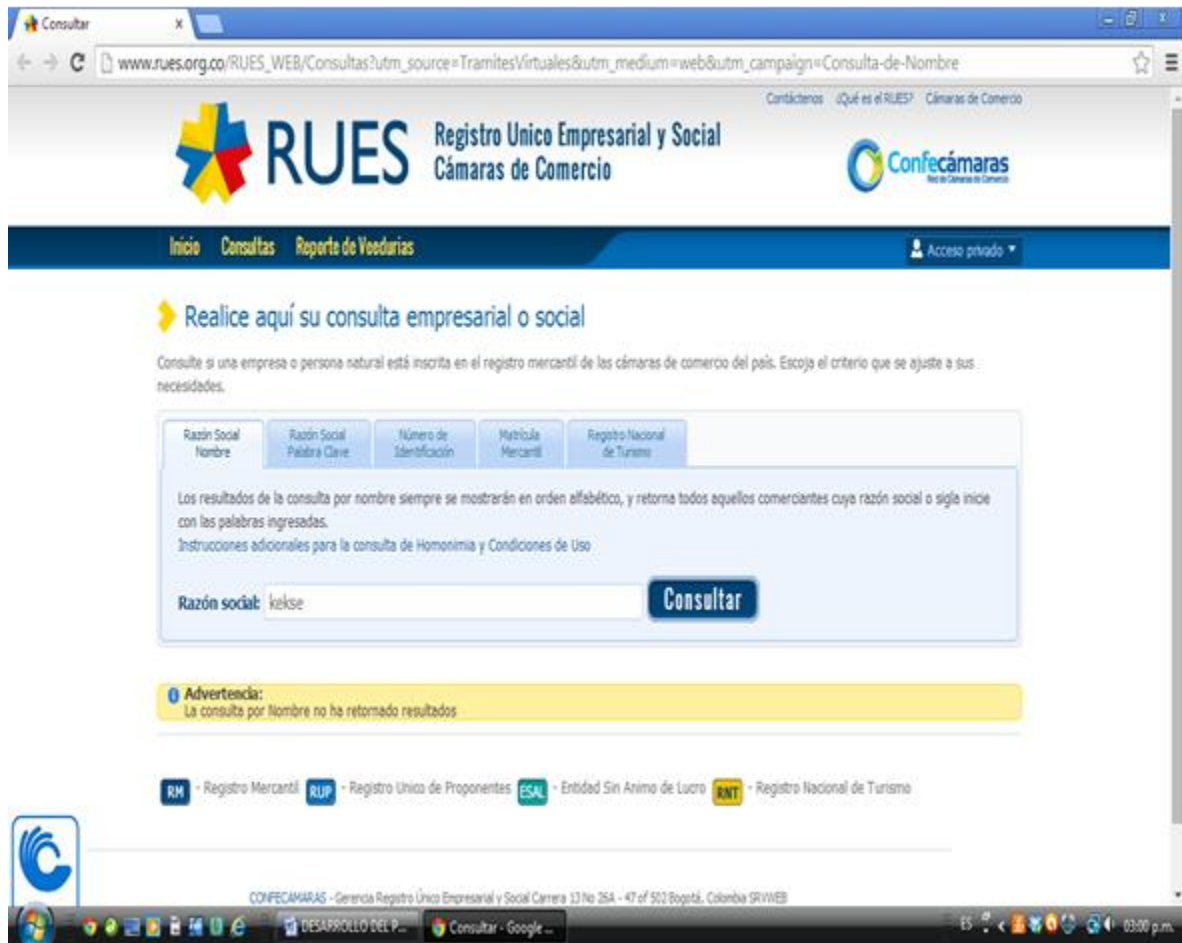 Consultar
www.rues.org.co/RUES_WEB/Consultas?utm_source=TramitesVirtuales&utm_medium=web&utm_campaign=Consulta-de-Nombre
Contáctenos ¿Qué es el RUES? Cámaras de Comercio
RUES
Registro Unico Empresarial y Social
Cámaras de Comercio
Confecámaras
Red de Cámaras de Comercio
Inicio Consultas Reporte de Veedurias
Acceso privado
Realice aquí su consulta empresarial o social
Consulte si una empresa o persona natural está inscrita en el registro mercantil de las cámaras de comercio del país. Escoja el criterio que se ajuste a sus
necesidades.
Razón Social Nombre
Razón Social Palabra Clave
Número de Identificación
Matrícula Mercantil
Registro Nacional de Turismo
Los resultados de la consulta por nombre siempre se mostrarán en orden alfabético, y retorna todos aquellos comerciantes cuya razón social o sigla inicie
con las palabras ingresadas.
Instrucciones adicionales para la consulta de Homonimia y Condiciones de Uso
Razón social: kekse
Consultar
Advertencia:
La consulta por Nombre no ha retornado resultados
RM - Registro Mercantil RUP - Registro Unico de Proponentes ESAL - Entidad Sin Animo de Lucro RNT - Registro Nacional de Turismo
CONFECAMARAS - Gerencia Registro Único Empresarial y Social Carrera 13 No 26A - 47 of 502 Bogotá, Colombia SRVWEB
DESARROLLO DEL P...
Consultar - Google ...
ES
03:00 p.m.